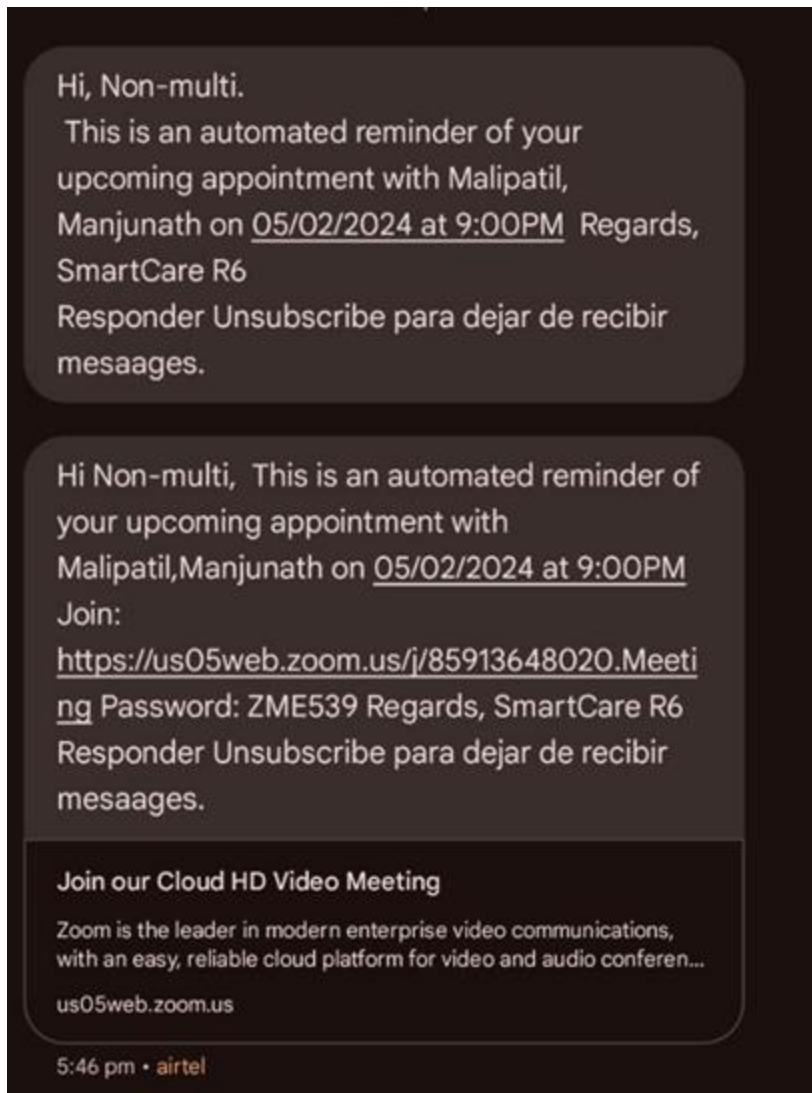 Hi, Non-multi.
This is an automated reminder of your
upcoming appointment with Malipatil,
Manjunath on 05/02/2024 at 9:00PM  Regards,
SmartCare R6
Responder Unsubscribe para dejar de recibir
mesaages.
Hi Non-multi,  This is an automated reminder of
your upcoming appointment with
Malipatil,Manjunath on 05/02/2024 at 9:00PM
Join:
https://us05web.zoom.us/j/85913648020.Meeti
ng Password: ZME539 Regards, SmartCare R6
Responder Unsubscribe para dejar de recibir
mesaages.
Join our Cloud HD Video Meeting
Zoom is the leader in modern enterprise video communications,
with an easy, reliable cloud platform for video and audio conferen...
us05web.zoom.us
5:46 pm • airtel